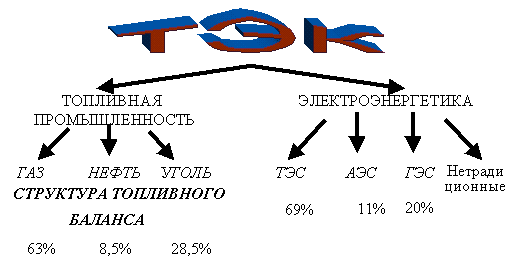 ТЭК
ТОПЛИВНАЯ
ПРОМЫШЛЕННОСТЬ
ЭЛЕКТРОЭНЕРГЕТИКА
ГАЗ НЕФТЬ УГОЛЬ
ТЭС АЭС ГЭС Нетради
ционные
СТРУКТУРА ТОПЛИВНОГО
БАЛАНСА
69% 11% 20%
63% 8,5% 28,5%